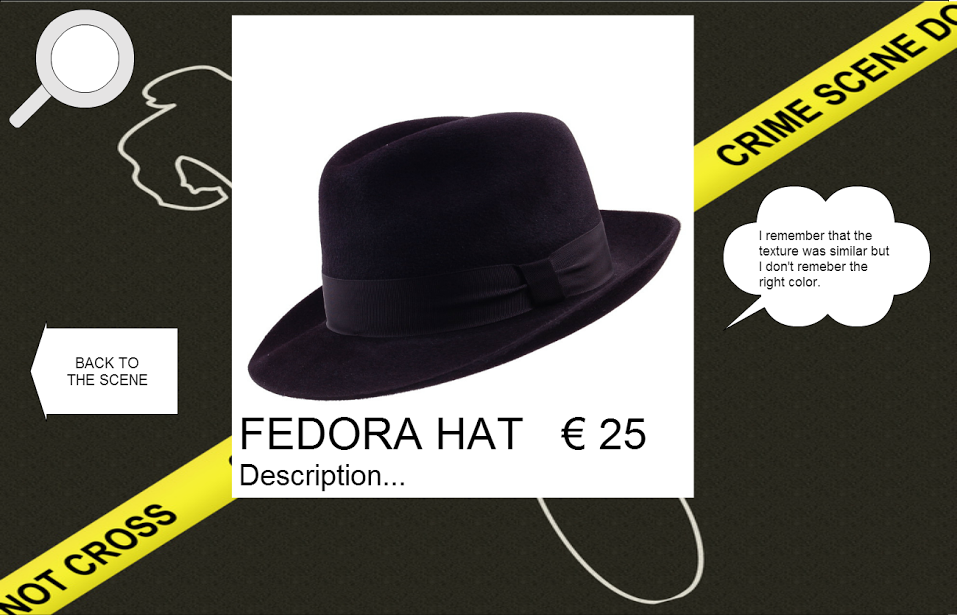 CRIME SCENE DO
I remember that the
texture was similar but
I don't remeber the
right color.
BACK TO
THE SCENE
FEDORA HAT € 25
Description...
NOT CROSS